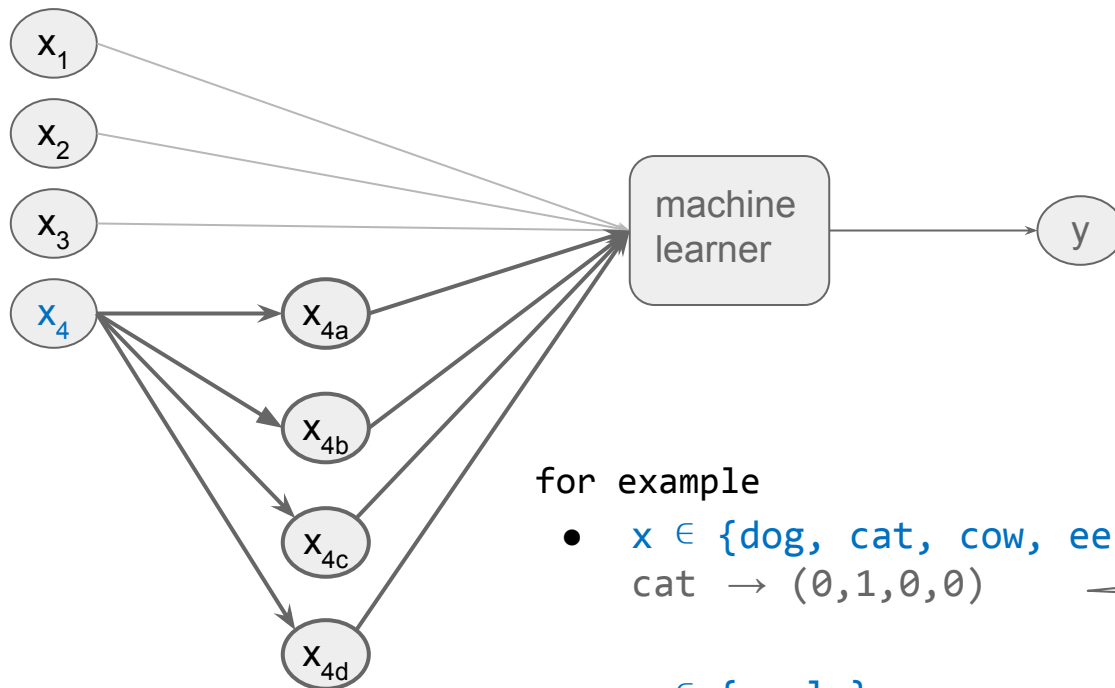 x₁
x₂
x₃
x₄
x₄ₐ
x₄b
x₄c
x₄d
machine
learner
y
for example
● x ∈ {dog, cat, cow, ee
cat → (0,1,0,0)